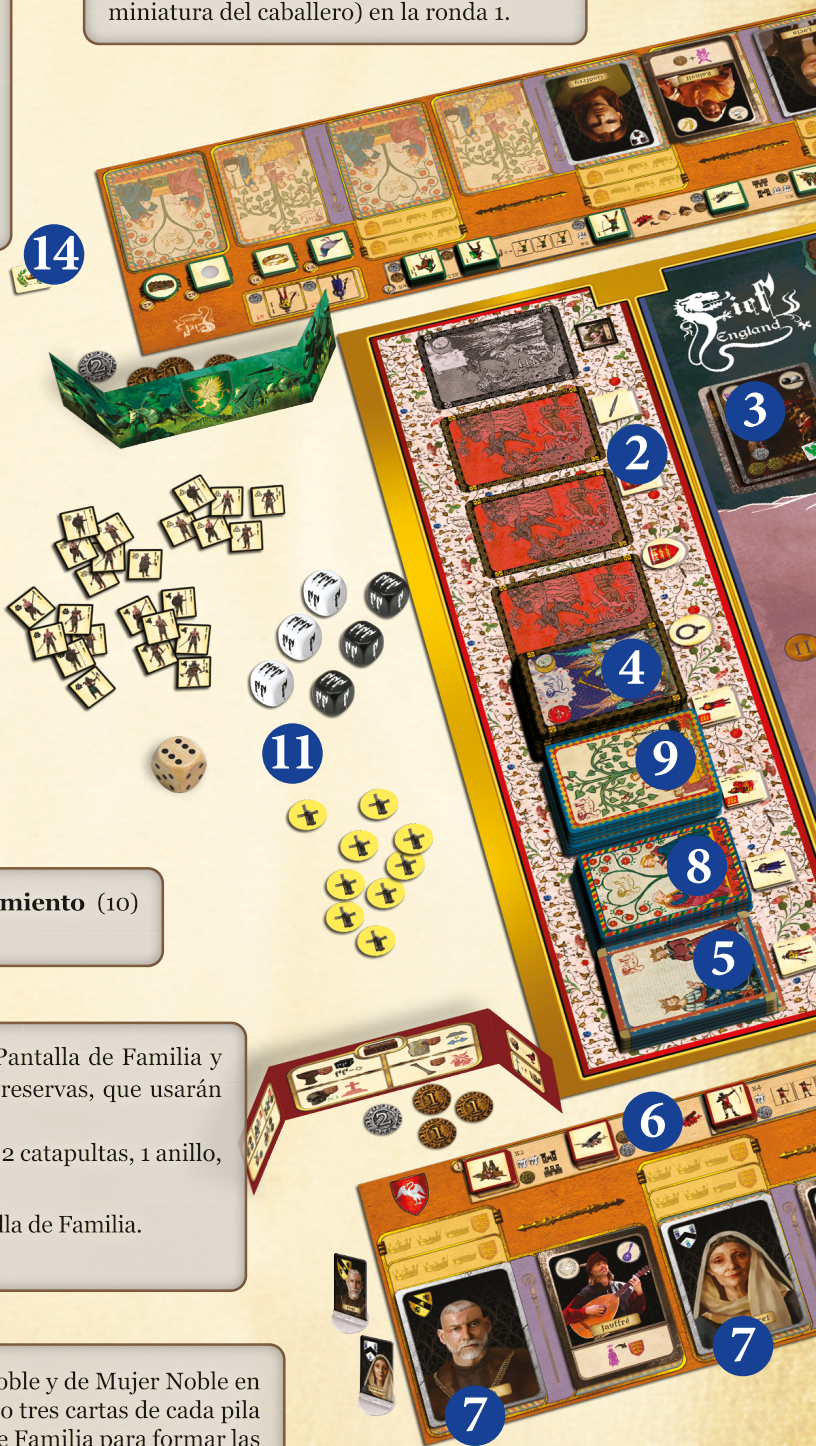 miniatura del caballero) en la ronda 1.
14
Fief
England
3
2
4
9
11
8
5
miento (10)
Pantalla de Familia y
reservas, que usarán
2 catapultas, 1 anillo,
lla de Familia.
6
Jauffré
7
7
oble y de Mujer Noble en
o tres cartas de cada pila
e Familia para formar las